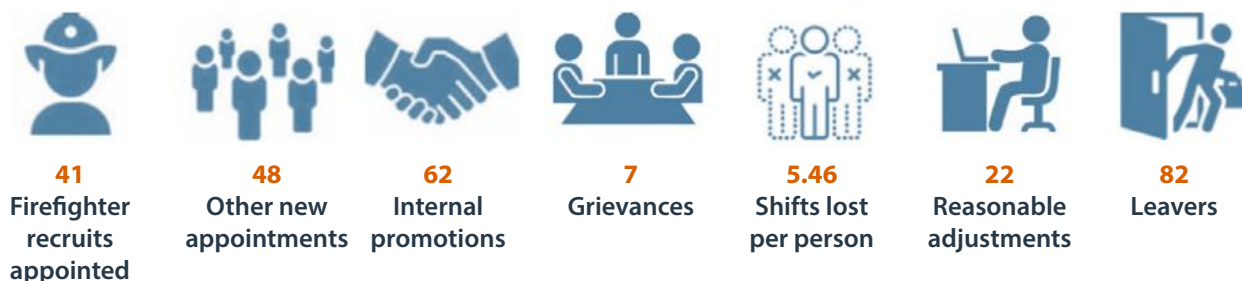 41
Firefighter
recruits
appointed
48
Other new
appointments
62
Internal
promotions
7
Grievances
5.46
Shifts lost
per person
22
Reasonable
adjustments
82
Leavers